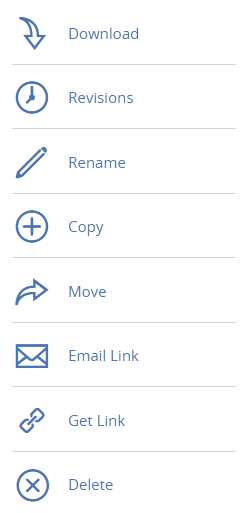 Download
Revisions
Rename
Copy
Move
Email Link
Get Link
Delete